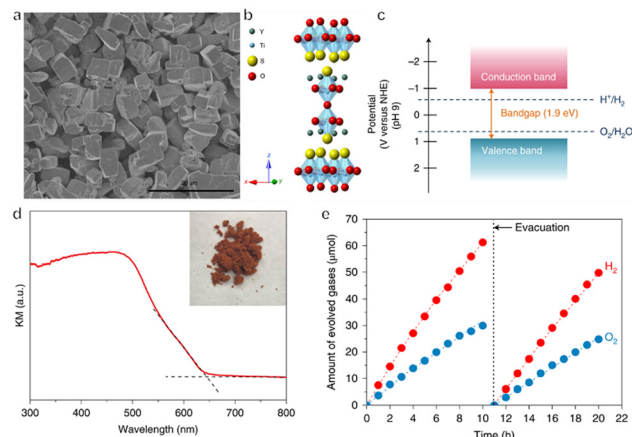 a
20 μm
b
Y
Ti
S
O
z
x
y
c
Potential
(V versus NHE)
(pH 9)
−2
−1
0
1
2
Conduction band
H⁺/H₂
Bandgap (1.9 eV)
O₂/H₂O
Valence band
d
KM (a.u.)
300 400 500 600 700 800
Wavelength (nm)
e
Amount of evolved gases (μmol)
70
60
50
40
30
20
10
0
Evacuation
H₂
O₂
0 2 4 6 8 10 12 14 16 18 20 22
Time (h)